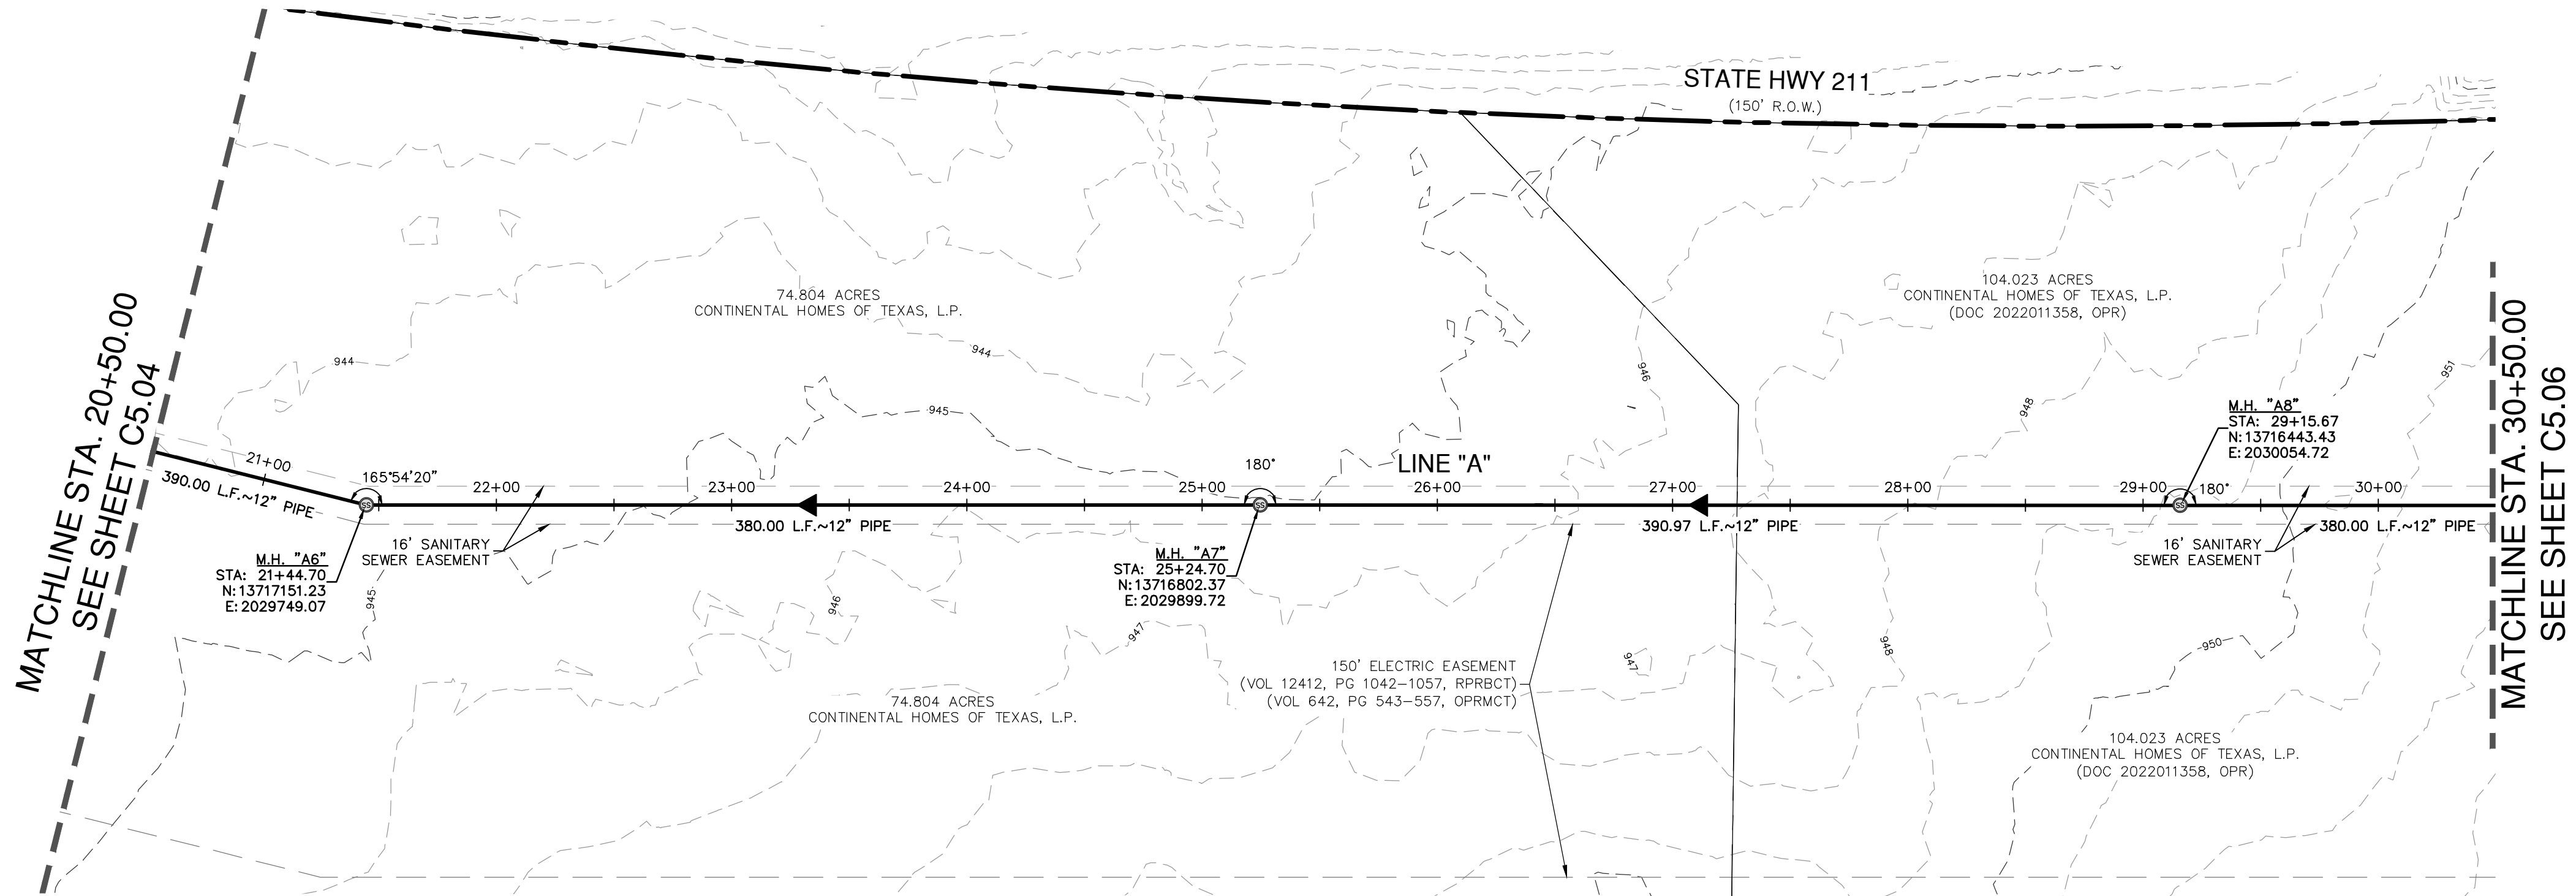 STATE HWY 211
(150' R.O.W.)
MATCHLINE STA. 20+50.00
SEE SHEET C5.04
74.804 ACRES
CONTINENTAL HOMES OF TEXAS, L.P.
104.023 ACRES
CONTINENTAL HOMES OF TEXAS, L.P.
(DOC 2022011358, OPR)
944
944
945
946
948
951
M.H. "A8"
STA: 29+15.67
N: 13716443.43
E: 2030054.72
MATCHLINE STA. 30+50.00
SEE SHEET C5.06
21+00
165°54'20"
22+00
23+00
24+00
25+00
180°
26+00
LINE "A"
27+00
28+00
29+00
180°
30+00
SS
SS
SS
390.00 L.F.~12" PIPE
380.00 L.F.~12" PIPE
390.97 L.F.~12" PIPE
380.00 L.F.~12" PIPE
16' SANITARY
SEWER EASEMENT
M.H. "A6"
STA: 21+44.70
N: 13717151.23
E: 2029749.07
M.H. "A7"
STA: 25+24.70
N: 13716802.37
E: 2029899.72
16' SANITARY
SEWER EASEMENT
945
946
947
947
948
950
150' ELECTRIC EASEMENT
(VOL 12412, PG 1042-1057, RPRBCT)
(VOL 642, PG 543-557, OPRMCT)
74.804 ACRES
CONTINENTAL HOMES OF TEXAS, L.P.
104.023 ACRES
CONTINENTAL HOMES OF TEXAS, L.P.
(DOC 2022011358, OPR)